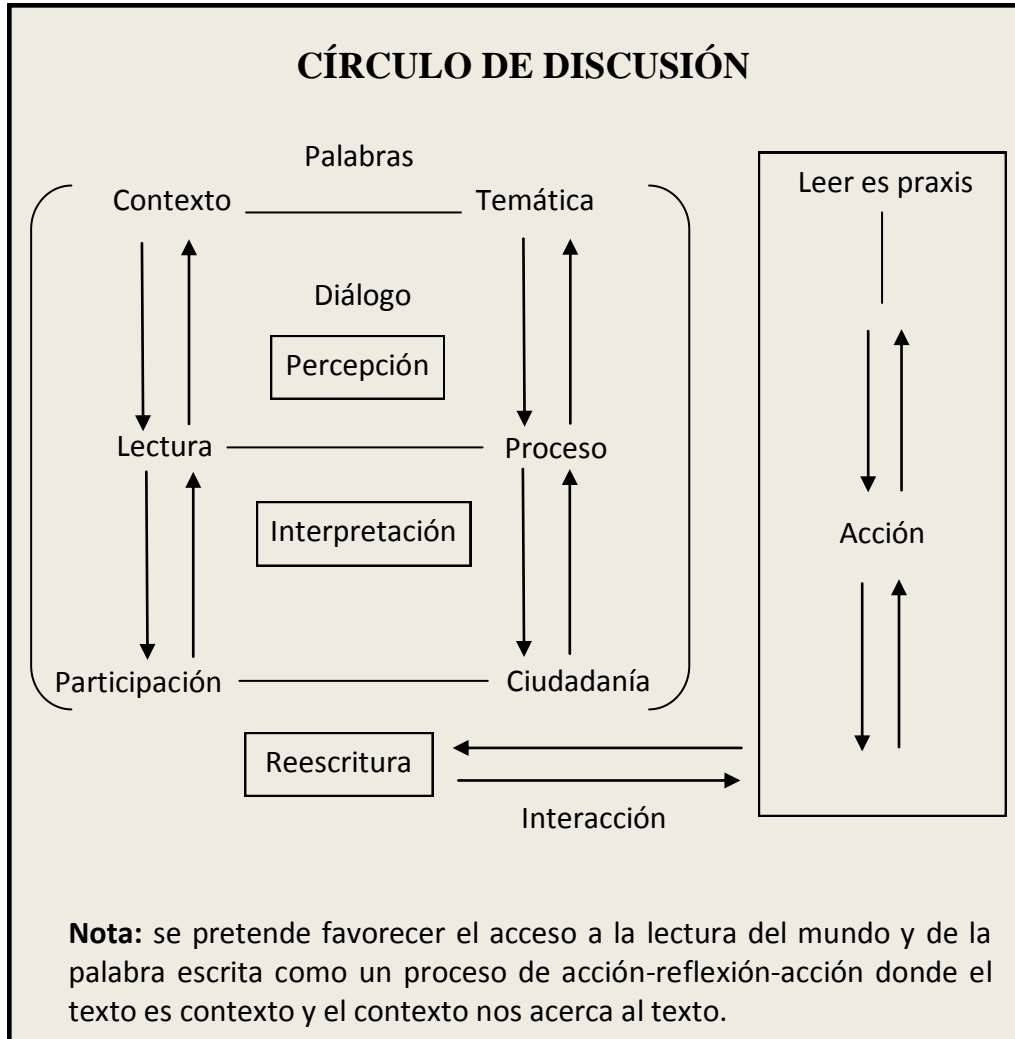 CÍRCULO DE DISCUSIÓN
Palabras
Contexto Temática
Diálogo
Percepción
Lectura Proceso
Interpretación
Participación Ciudadanía
Reescritura
Interacción
Leer es praxis
Acción
Nota: se pretende favorecer el acceso a la lectura del mundo y de la
palabra escrita como un proceso de acción-reflexión-acción donde el
texto es contexto y el contexto nos acerca al texto.